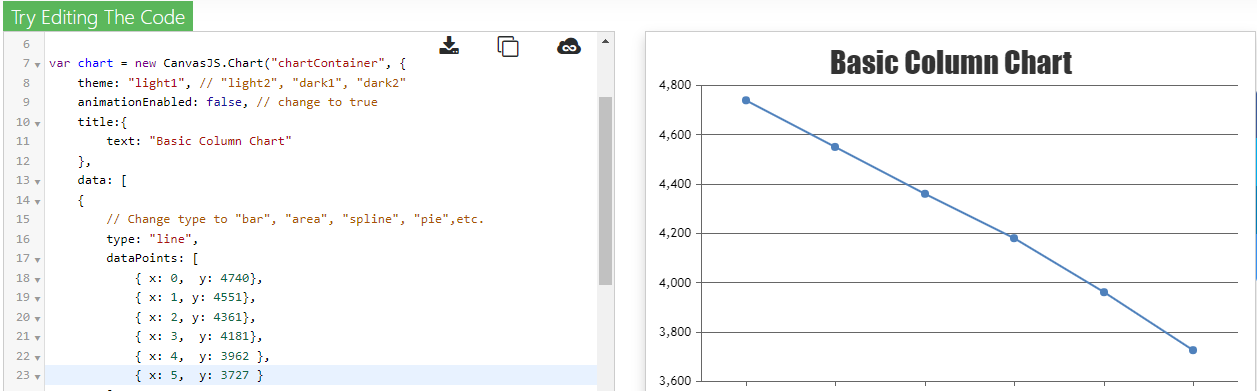 Try Editing The Code
6
7 var chart = new CanvasJS.Chart("chartContainer", {
8 theme: "light1", // "light2", "dark1", "dark2"
9 animationEnabled: false, // change to true
10 title:{
11 text: "Basic Column Chart"
12 },
13 data: [
14 {
15 // Change type to "bar", "area", "spline", "pie",etc.
16 type: "line",
17 dataPoints: [
18 { x: 0,  y: 4740},
19 { x: 1, y: 4551},
20 { x: 2, y: 4361},
21 { x: 3,  y: 4181},
22 { x: 4,  y: 3962 },
23 { x: 5,  y: 3727 }
Basic Column Chart
4,800
4,600
4,400
4,200
4,000
3,800
3,600